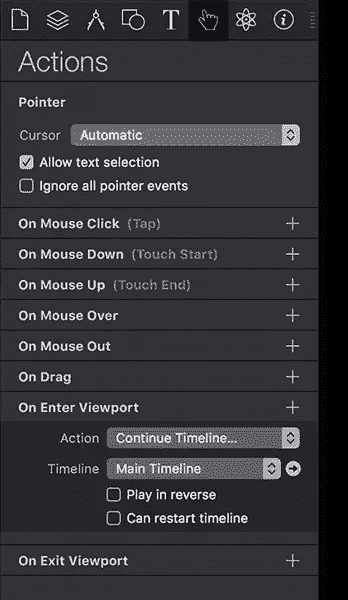 T
Actions
Pointer
Cursor Automatic
Allow text selection
Ignore all pointer events
On Mouse Click (Tap)
On Mouse Down (Touch Start)
On Mouse Up (Touch End)
On Mouse Over
On Mouse Out
On Drag
On Enter Viewport
Action Continue Timeline...
Timeline Main Timeline
Play in reverse
Can restart timeline
On Exit Viewport